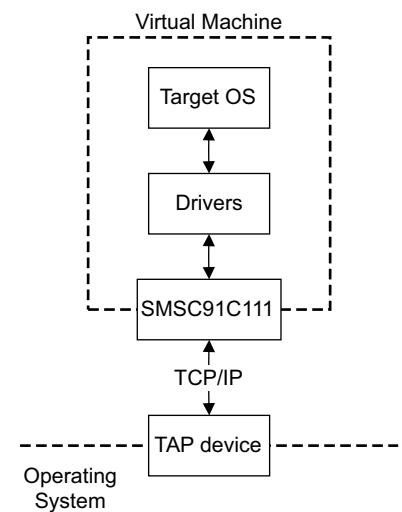 Virtual Machine
Target OS
Drivers
SMSC91C111
TCP/IP
TAP device
Operating
System